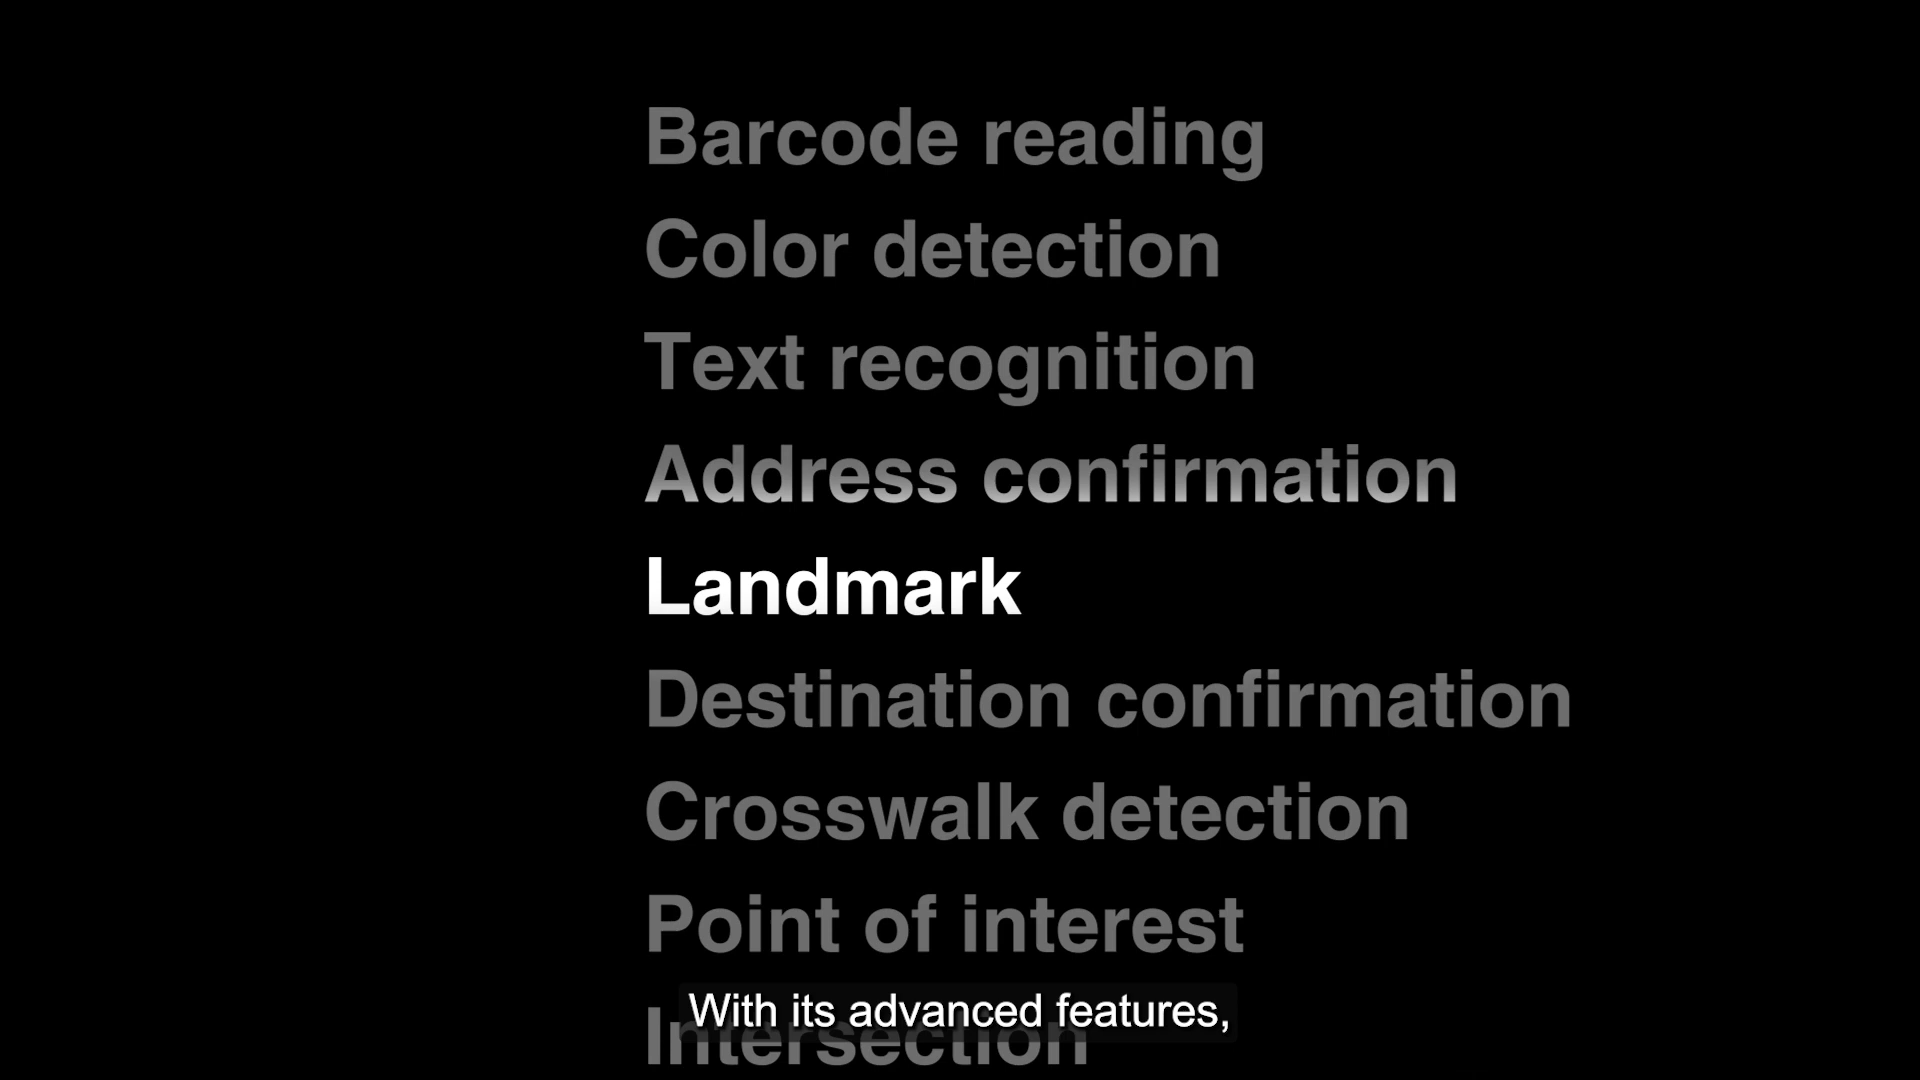 Barcode reading
Color detection
Text recognition
Address confirmation
Landmark
Destination confirmation
Crosswalk detection
Point of interest
With its advanced features,
Intersection